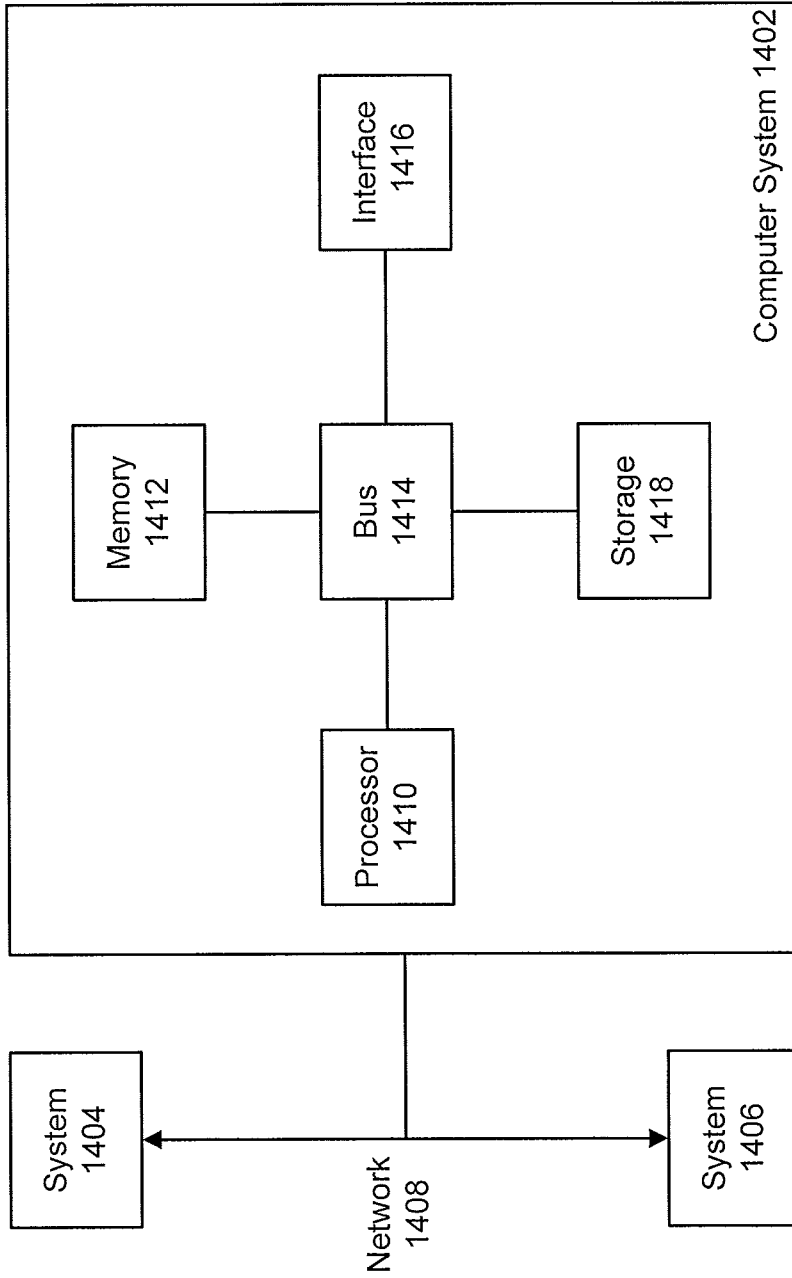 System
1404
Network
1408
System
1406
Memory
1412
Processor
1410
Bus
1414
Interface
1416
Storage
1418
Computer System 1402